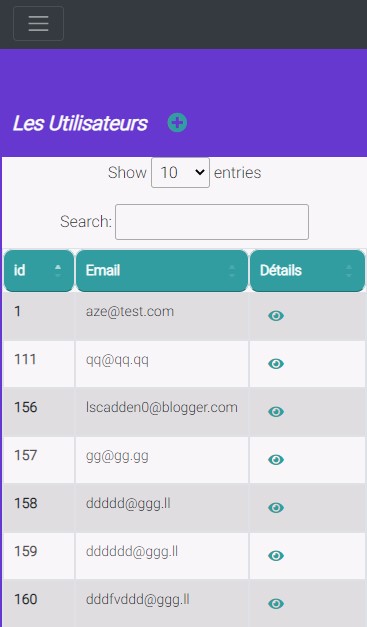 Les Utilisateurs
Show 10 entries
Search:
id Email Détails
1 aze@test.com
111 qq@qq.qq
156 lscadden0@blogger.com
157 gg@gg.gg
158 ddddd@ggg.ll
159 dddddd@ggg.ll
160 dddfvddd@ggg.ll